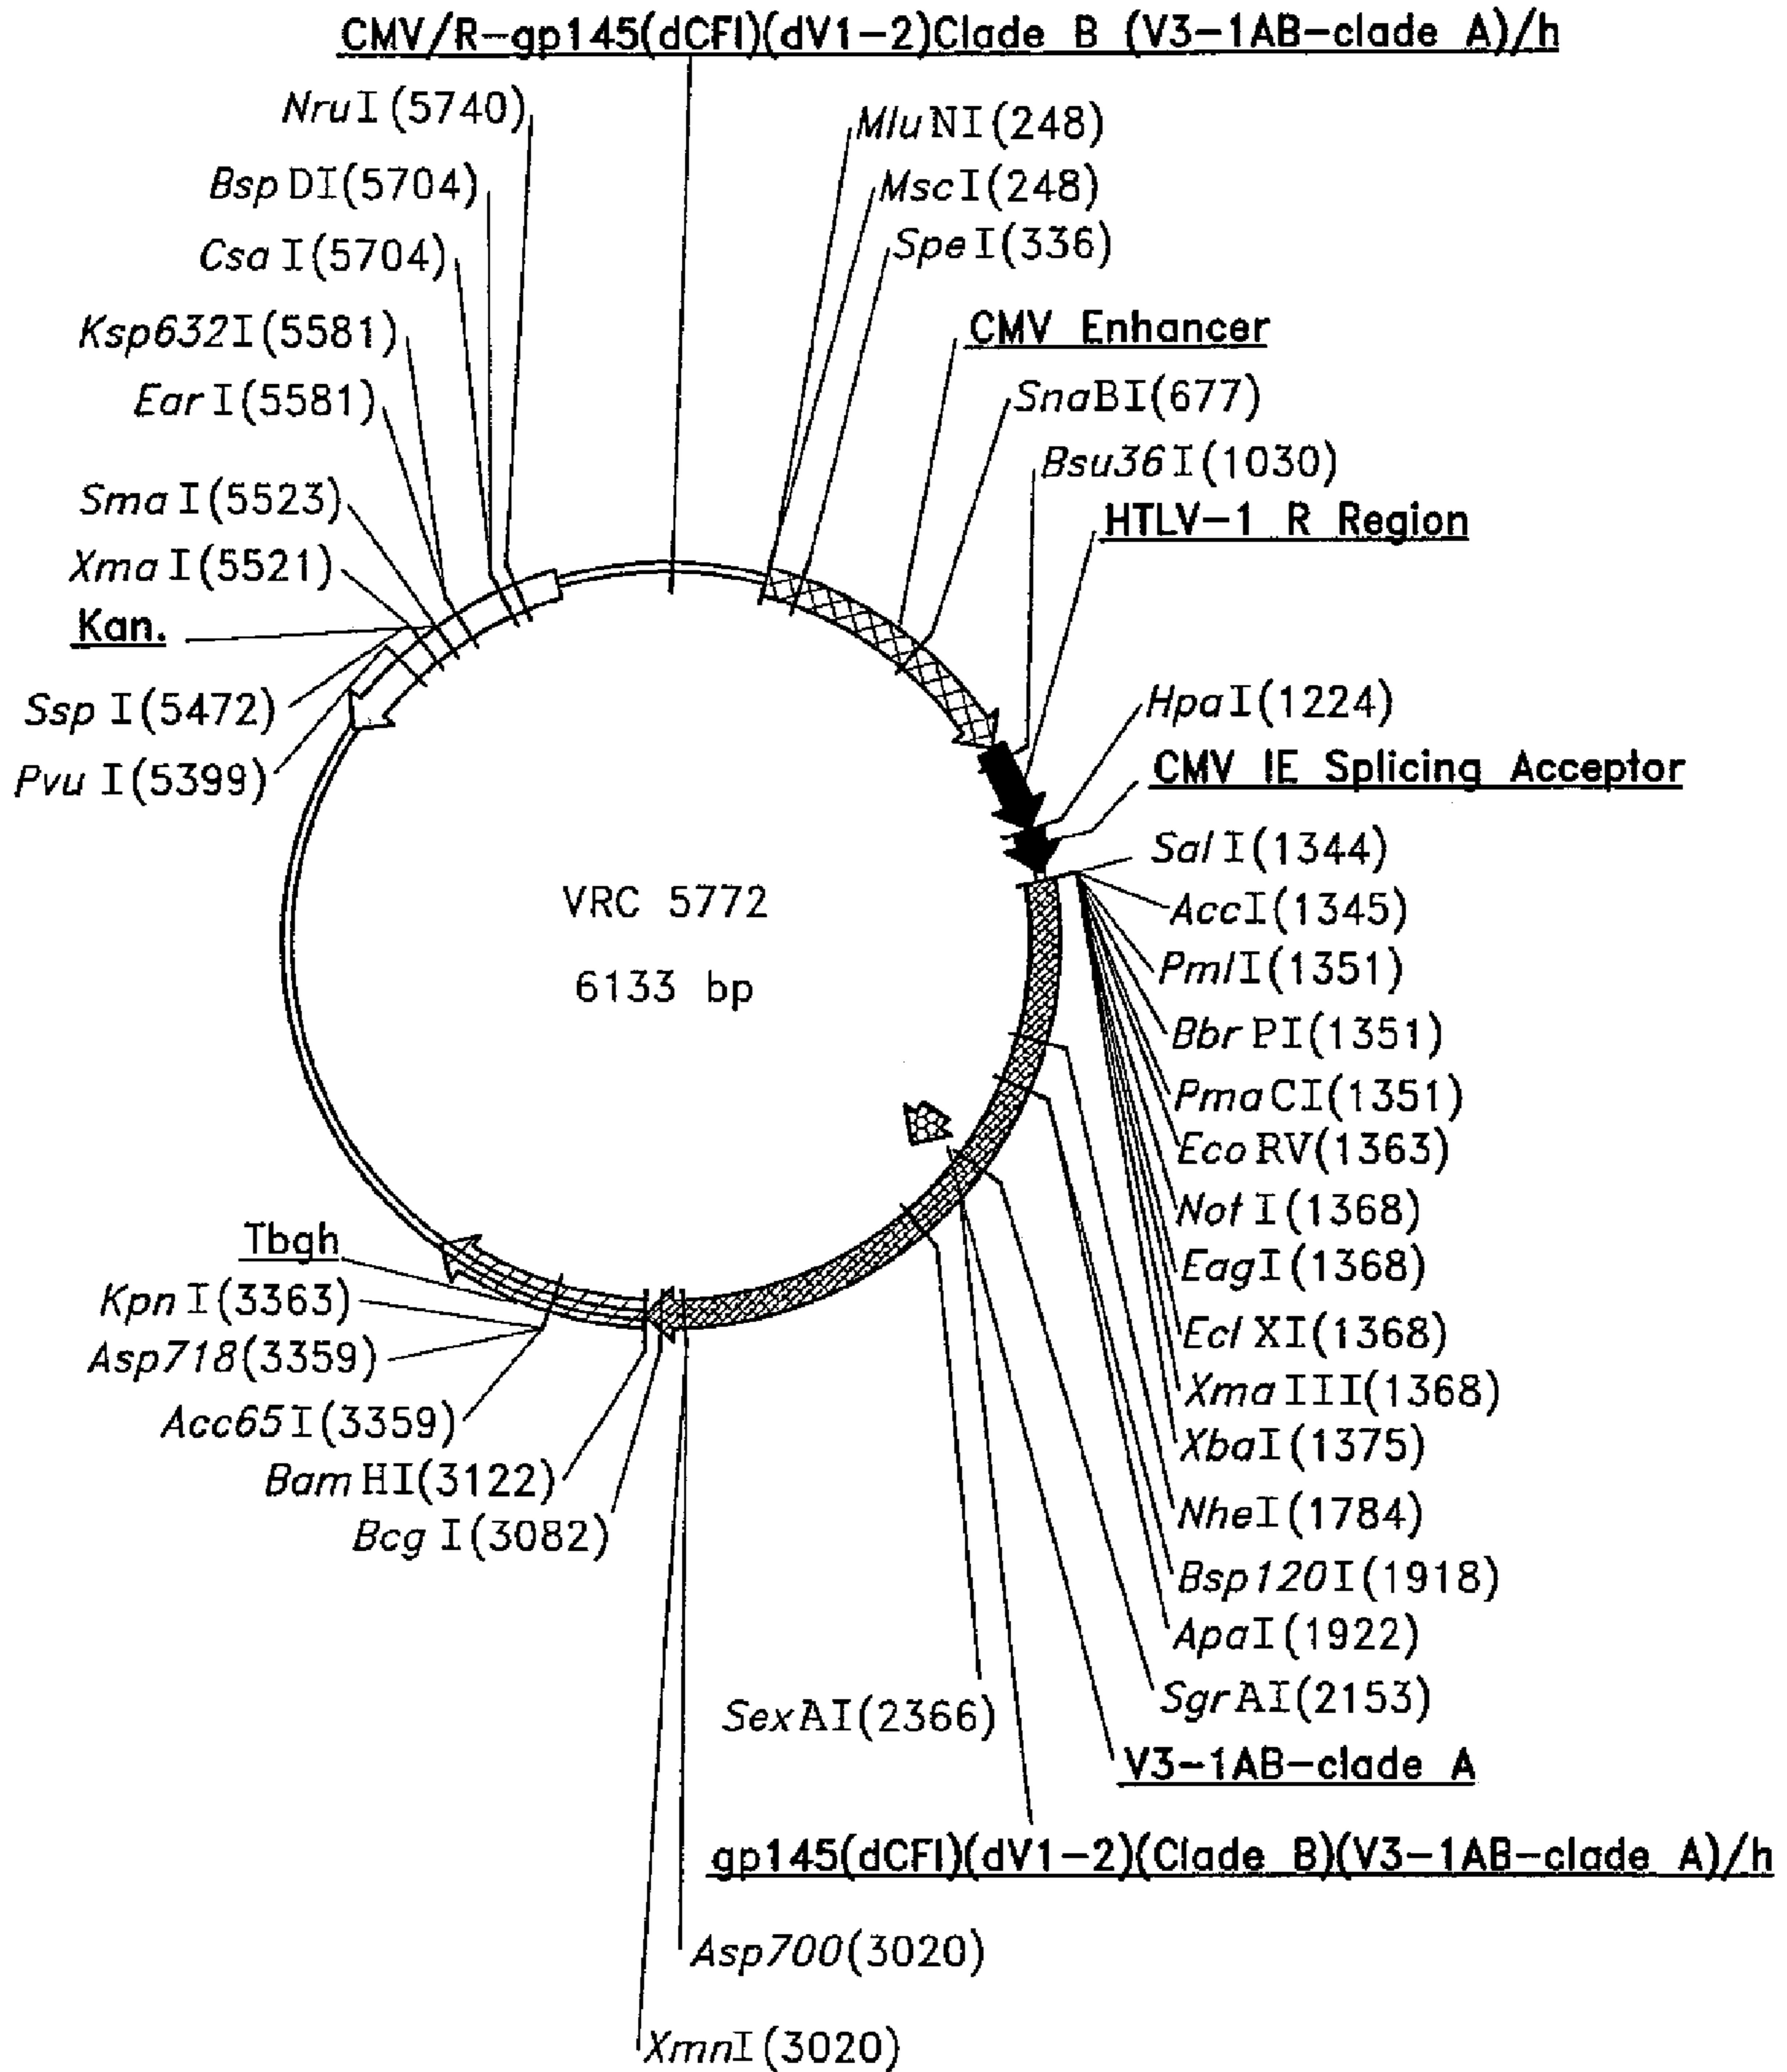 CMV/R-gp145(dCFI)(dV1-2)Clade B (V3-1AB-clade A)/h
NruI(5740)
BspDI(5704)
CsaI(5704)
Ksp632I(5581)
EarI(5581)
SmaI(5523)
XmaI(5521)
Kan.
SspI(5472)
PvuI(5399)
MluNI(248)
MscI(248)
SpeI(336)
CMV Enhancer
SnaBI(677)
Bsu36I(1030)
HTLV-1 R Region
HpaI(1224)
CMV IE Splicing Acceptor
SalI(1344)
AccI(1345)
PmlI(1351)
BbrPI(1351)
PmaCI(1351)
EcoRV(1363)
NotI(1368)
EagI(1368)
EclXI(1368)
XmaIII(1368)
XbaI(1375)
NheI(1784)
Bsp120I(1918)
ApaI(1922)
SgrAI(2153)
V3-1AB-clade A
SexAI(2366)
gp145(dCFI)(dV1-2)(Clade B)(V3-1AB-clade A)/h
Asp700(3020)
XmnI(3020)
VRC 5772
6133 bp
Tbgh
KpnI(3363)
Asp718(3359)
Acc65I(3359)
BamHI(3122)
BcgI(3082)